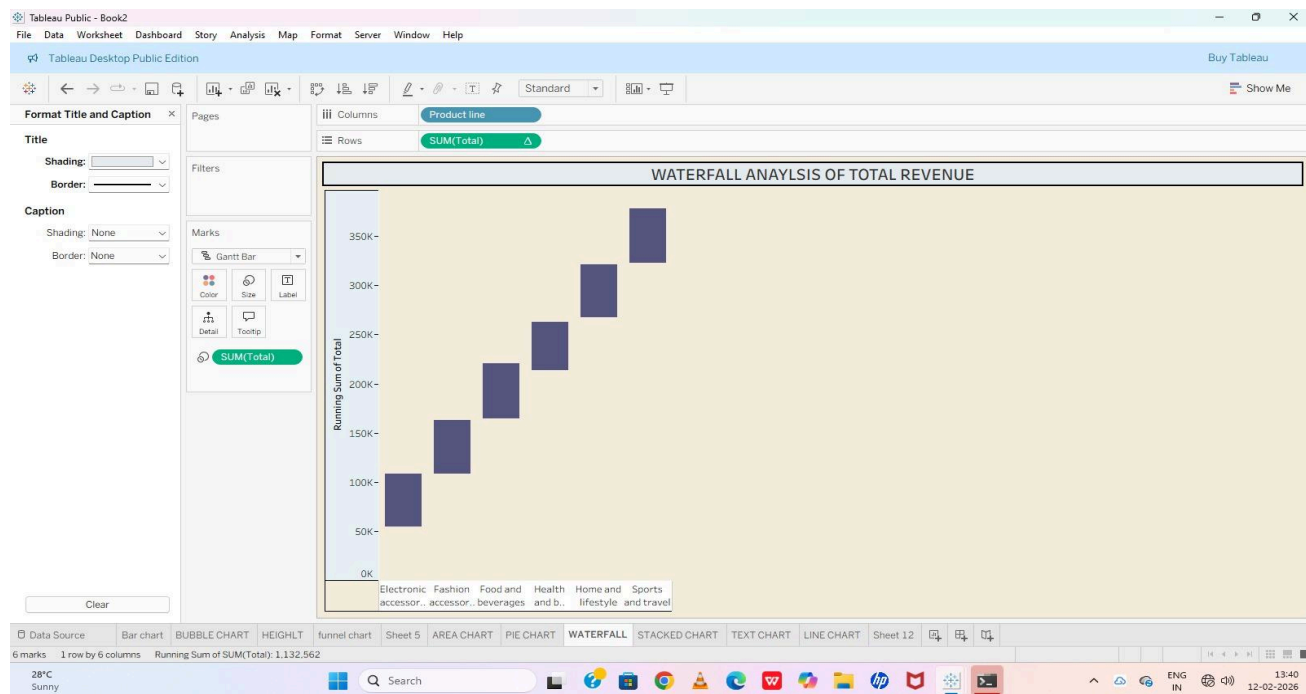 Tableau Public - Book2
File Data Worksheet Dashboard Story Analysis Map Format Server Window Help
Tableau Desktop Public Edition
Buy Tableau
Standard
Show Me
Format Title and Caption
Title
Shading:
Border:
Caption
Shading: None
Border: None
Clear
Pages
Filters
Marks
Gantt Bar
Color Size Label
Detail Tooltip
SUM(Total)
Columns Product line
Rows SUM(Total)
WATERFALL ANAYLSIS OF TOTAL REVENUE
Running Sum of Total
350K
300K
250K
200K
150K
100K
50K
0K
Electronic Fashion Food and Health Home and Sports
accessor.. accessor.. beverages and b.. lifestyle and travel
Data Source Bar chart BUBBLE CHART HEIGHLT funnel chart Sheet 5 AREA CHART PIE CHART WATERFALL STACKED CHART TEXT CHART LINE CHART Sheet 12
6 marks 1 row by 6 columns Running Sum of SUM(Total): 1.132.562
28°C
Sunny
Search
ENG
IN
13:40
12-02-2026